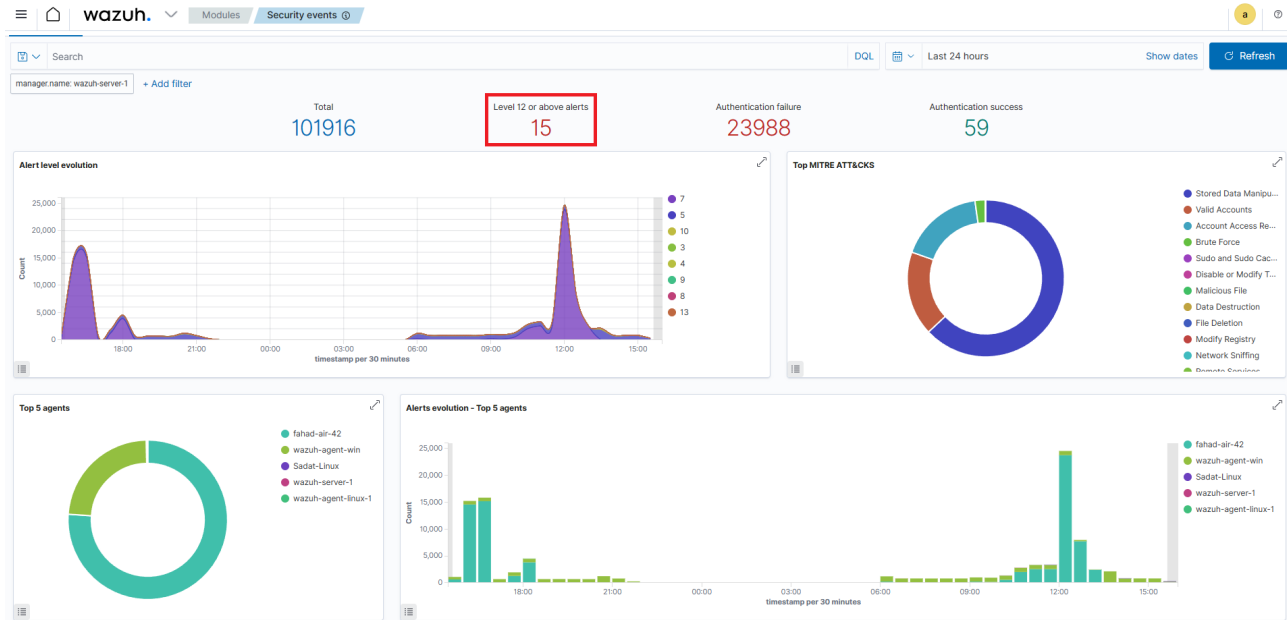 wazuh. Modules Security events a
Search DQL Last 24 hours Show dates Refresh
manager.name: wazuh-server-1 + Add filter
Total
101916
Level 12 or above alerts
15
Authentication failure
23988
Authentication success
59
Alert level evolution
Count
25,000
20,000
15,000
10,000
5,000
0
18:00 21:00 00:00 03:00 06:00 09:00 12:00 15:00
timestamp per 30 minutes
7
5
10
3
4
9
8
13
Top MITRE ATT&CKS
Stored Data Manipu...
Valid Accounts
Account Access Re...
Brute Force
Sudo and Sudo Cac...
Disable or Modify T...
Malicious File
Data Destruction
File Deletion
Modify Registry
Network Sniffing
Remote Services
Top 5 agents
fahad-air-42
wazuh-agent-win
Sadat-Linux
wazuh-server-1
wazuh-agent-linux-1
Alerts evolution - Top 5 agents
Count
25,000
20,000
15,000
10,000
5,000
0
18:00 21:00 00:00 03:00 06:00 09:00 12:00 15:00
timestamp per 30 minutes
fahad-air-42
wazuh-agent-win
Sadat-Linux
wazuh-server-1
wazuh-agent-linux-1